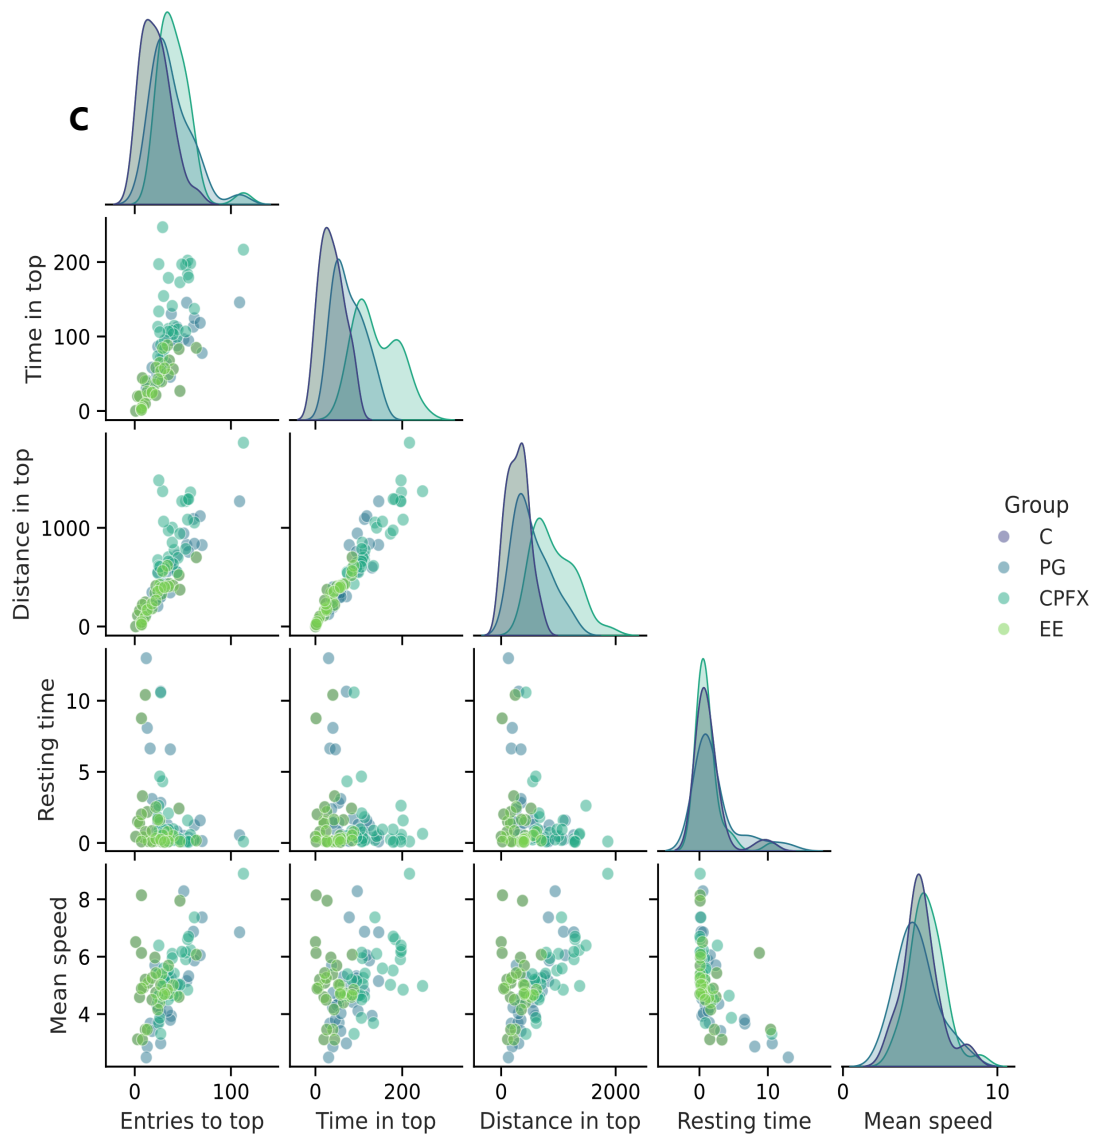 C
Time in top
200
100
0
Distance in top
1000
0
Resting time
10
5
0
Mean speed
8
6
4
0 100
0 200
0 2000
0 10
0 10
Entries to top
Time in top
Distance in top
Resting time
Mean speed
Group
C
PG
CPFX
EE